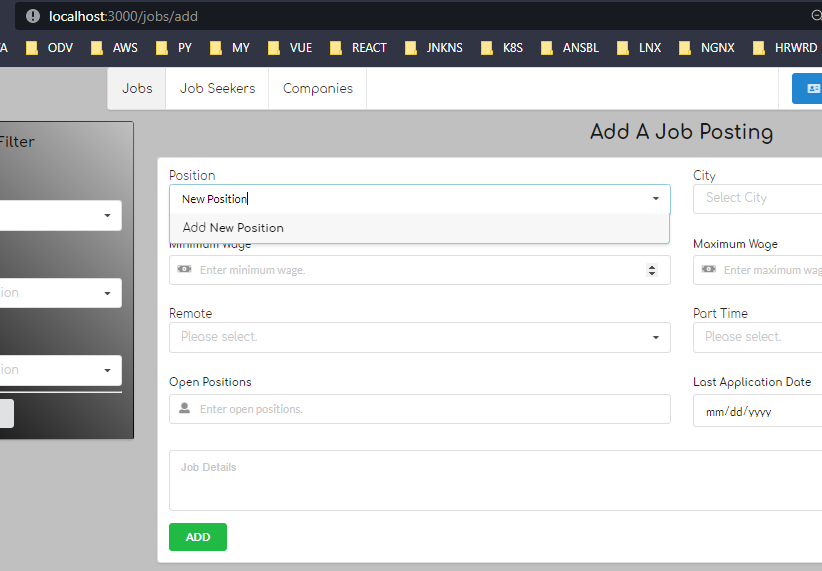 localhost:3000/jobs/add
ODV AWS PY MY VUE REACT JNKNS K8S ANSBL LNX NGNX HRWRD
Jobs Job Seekers Companies
Filter
Add A Job Posting
Position City
New Position Select City
Add New Position
Minimum Wage Maximum Wage
Enter minimum wage. Enter maximum wag
Remote Part Time
Please select. Please select.
Open Positions Last Application Date
Enter open positions. mm/dd/yyyy
Job Details
ADD